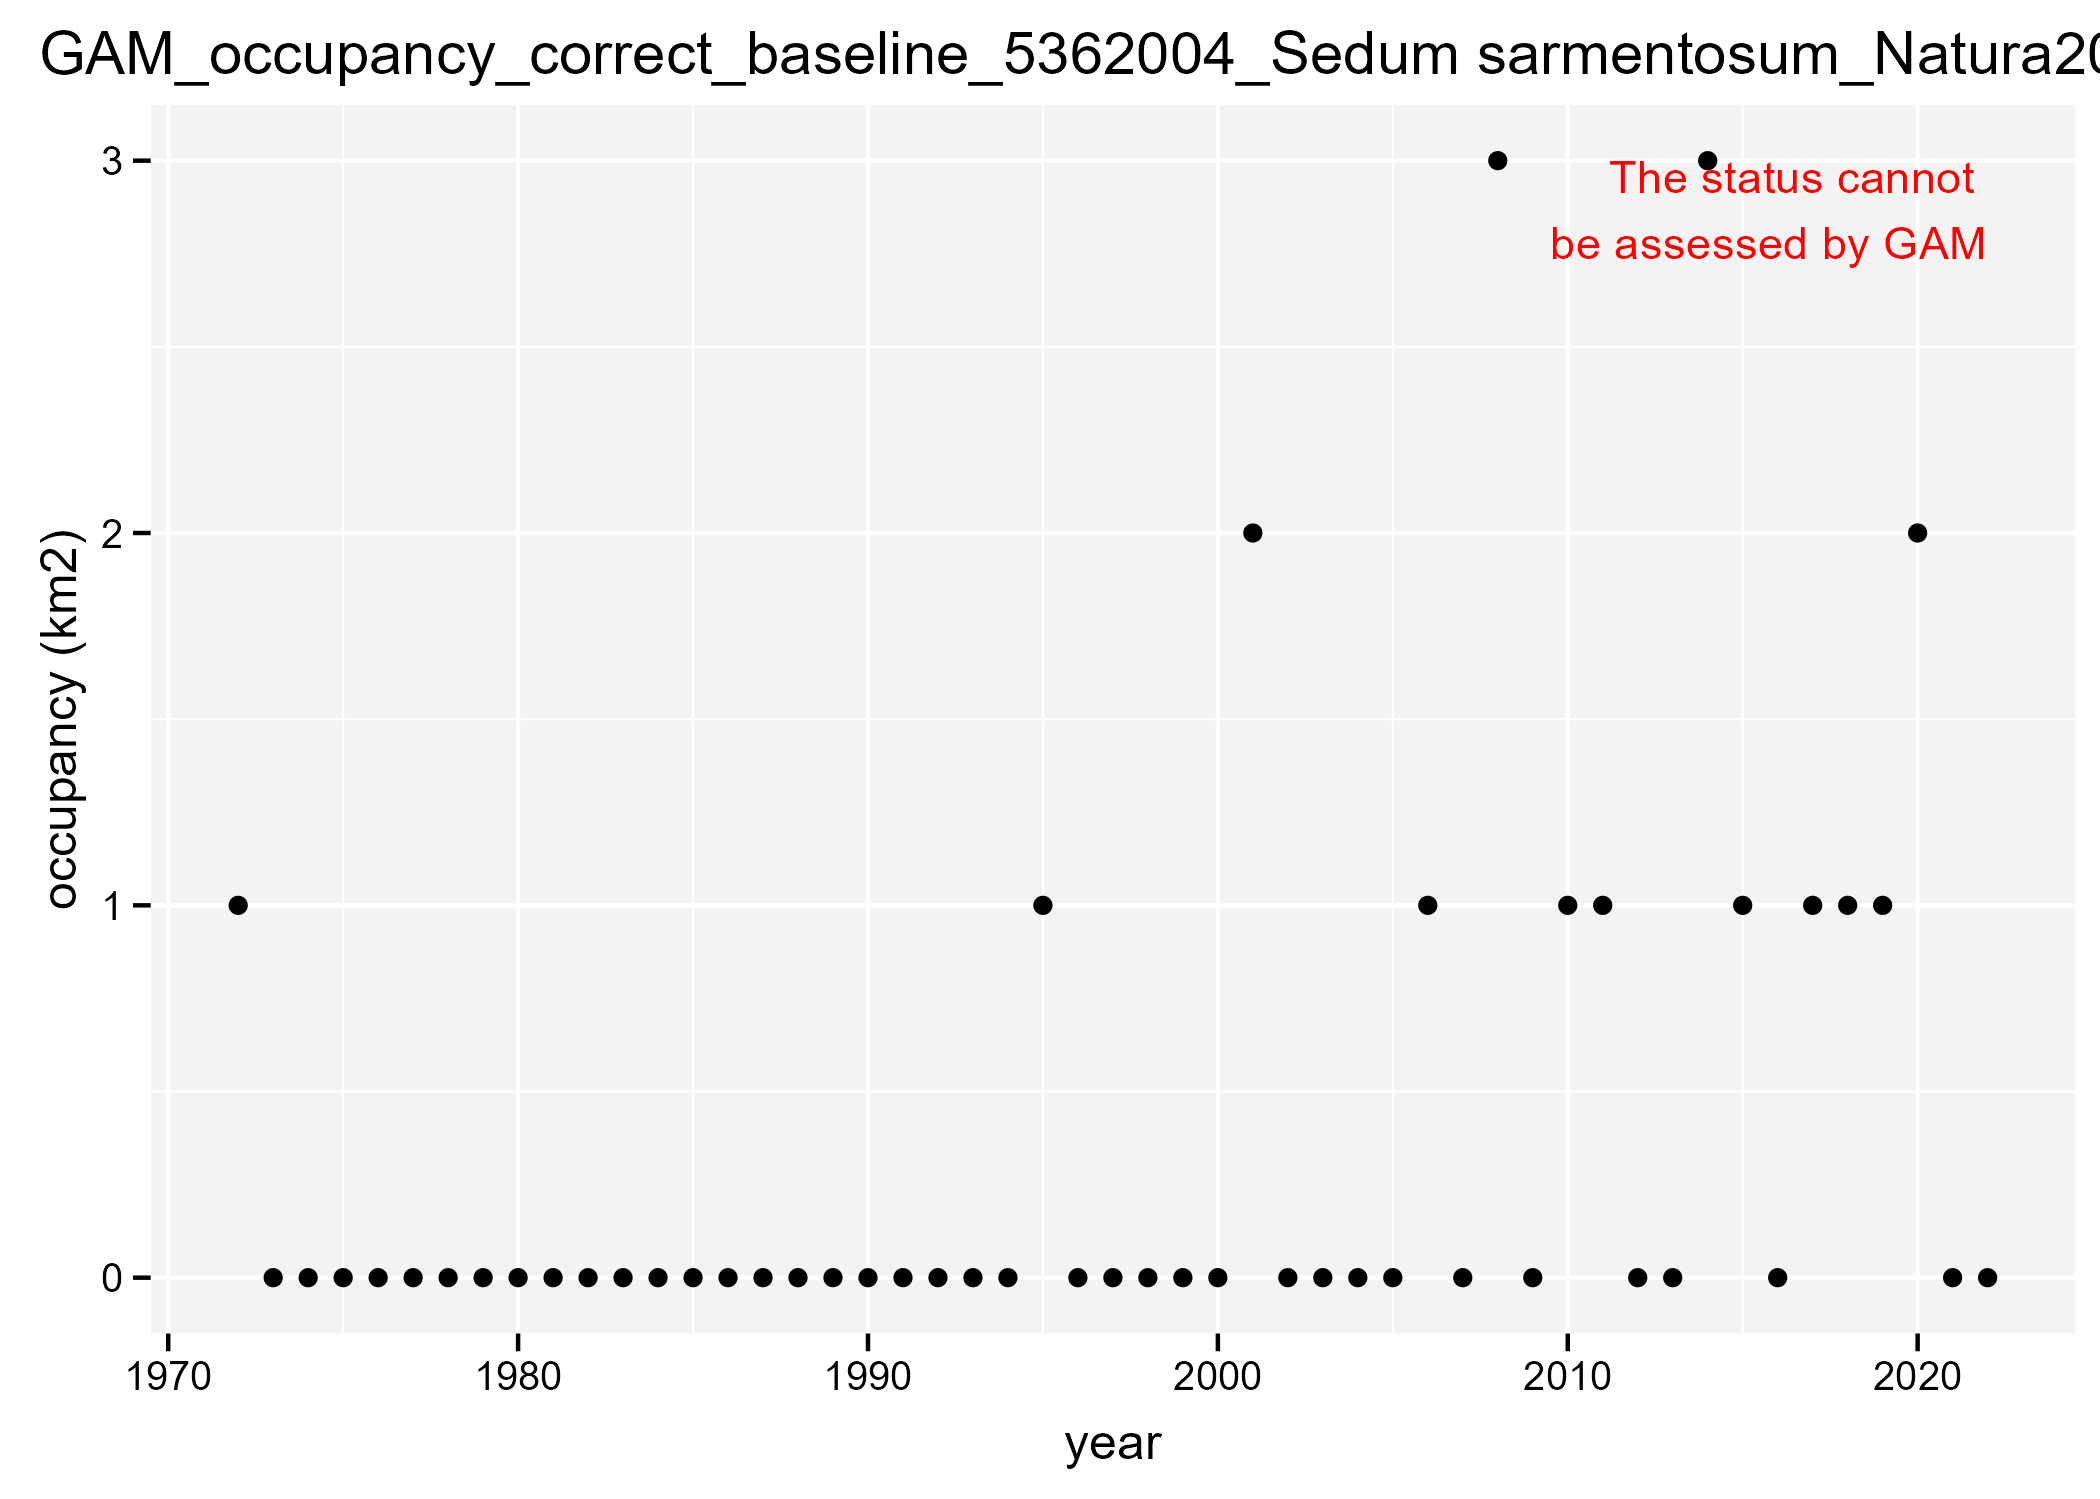 GAM_occupancy_correct_baseline_5362004_Sedum sarmentosum_Natura20
3
The status cannot
be assessed by GAM
2
occupancy (km2)
1
0
1970 1980 1990 2000 2010 2020
year